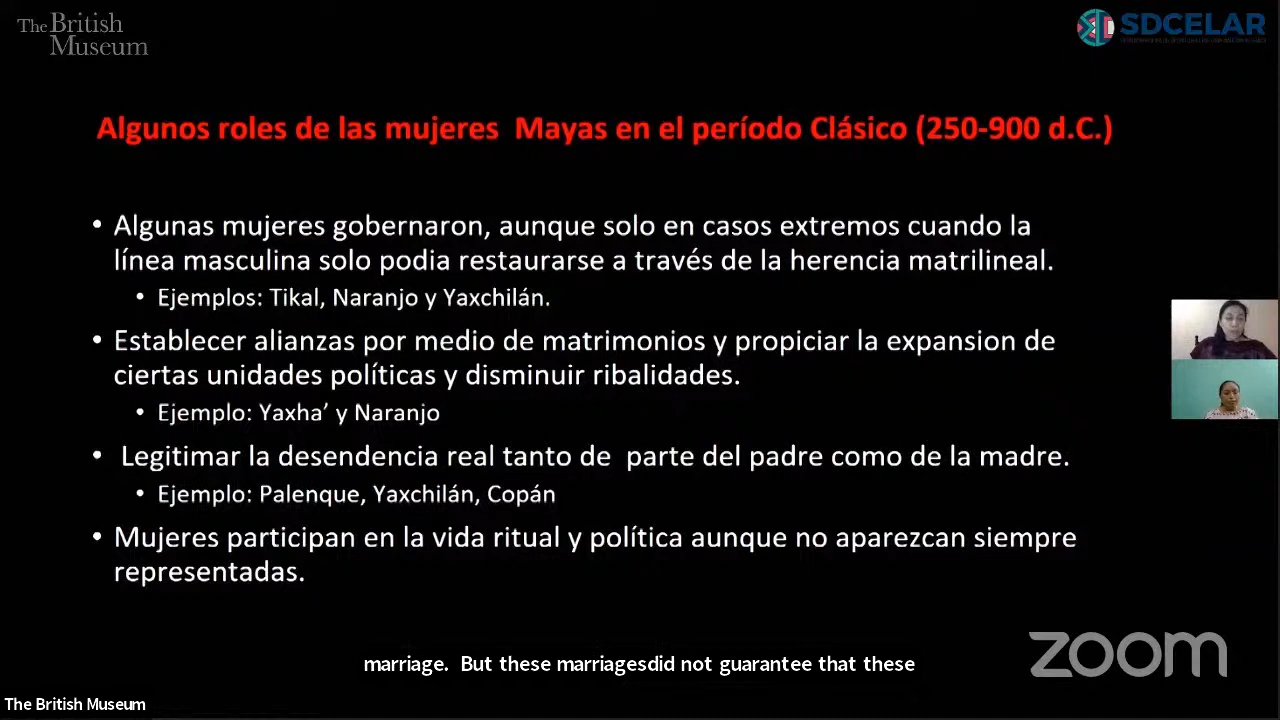 The British
Museum
SDCELAR
Algunos roles de las mujeres Mayas en el período Clásico (250-900 d.C.)
• Algunas mujeres gobernaron, aunque solo en casos extremos cuando la
línea masculina solo podia restaurarse a través de la herencia matrilineal.
• Ejemplos: Tikal, Naranjo y Yaxchilán.
• Establecer alianzas por medio de matrimonios y propiciar la expansion de
ciertas unidades políticas y disminuir ribalidades.
• Ejemplo: Yaxha’ y Naranjo
• Legitimar la desendencia real tanto de parte del padre como de la madre.
• Ejemplo: Palenque, Yaxchilán, Copán
• Mujeres participan en la vida ritual y política aunque no aparezcan siempre
representadas.
marriage. But these marriagesdid not guarantee that these
zoom
The British Museum